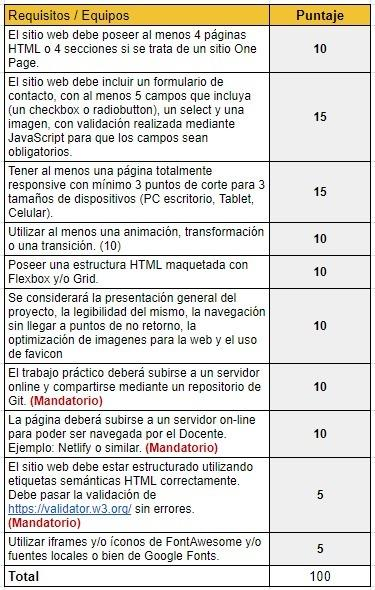 Requisitos / Equipos
Puntaje
El sitio web debe poseer al menos 4 páginas
HTML o 4 secciones si se trata de un sitio One
Page.
10
El sitio web debe incluir un formulario de
contacto, con al menos 5 campos que incluya
(un checkbox o radiobutton), un select y una
imagen, con validación realizada mediante
JavaScript para que los campos sean
obligatorios.
15
Tener al menos una página totalmente
responsive con mínimo 3 puntos de corte para 3
tamaños de dispositivos (PC escritorio, Tablet,
Celular).
15
Utilizar al menos una animación, transformación
o una transición. (10)
10
Poseer una estructura HTML maquetada con
Flexbox y/o Grid.
10
Se considerará la presentación general del
proyecto, la legibilidad del mismo, la navegación
sin llegar a puntos de no retorno, la
optimización de imagenes para la web y el uso
de favicon
10
El trabajo práctico deberá subirse a un servidor
online y compartirse mediante un repositorio de
Git. (Mandatorio)
10
La página deberá subirse a un servidor on-line
para poder ser navegada por el Docente.
Ejemplo: Netlify o similar. (Mandatorio)
10
El sitio web debe estar estructurado utilizando
etiquetas semánticas HTML correctamente.
Debe pasar la validación de
https://validator.w3.org/ sin errores.
(Mandatorio)
5
Utilizar iframes y/o íconos de FontAwesome y/o
fuentes locales o bien de Google Fonts.
5
Total
100